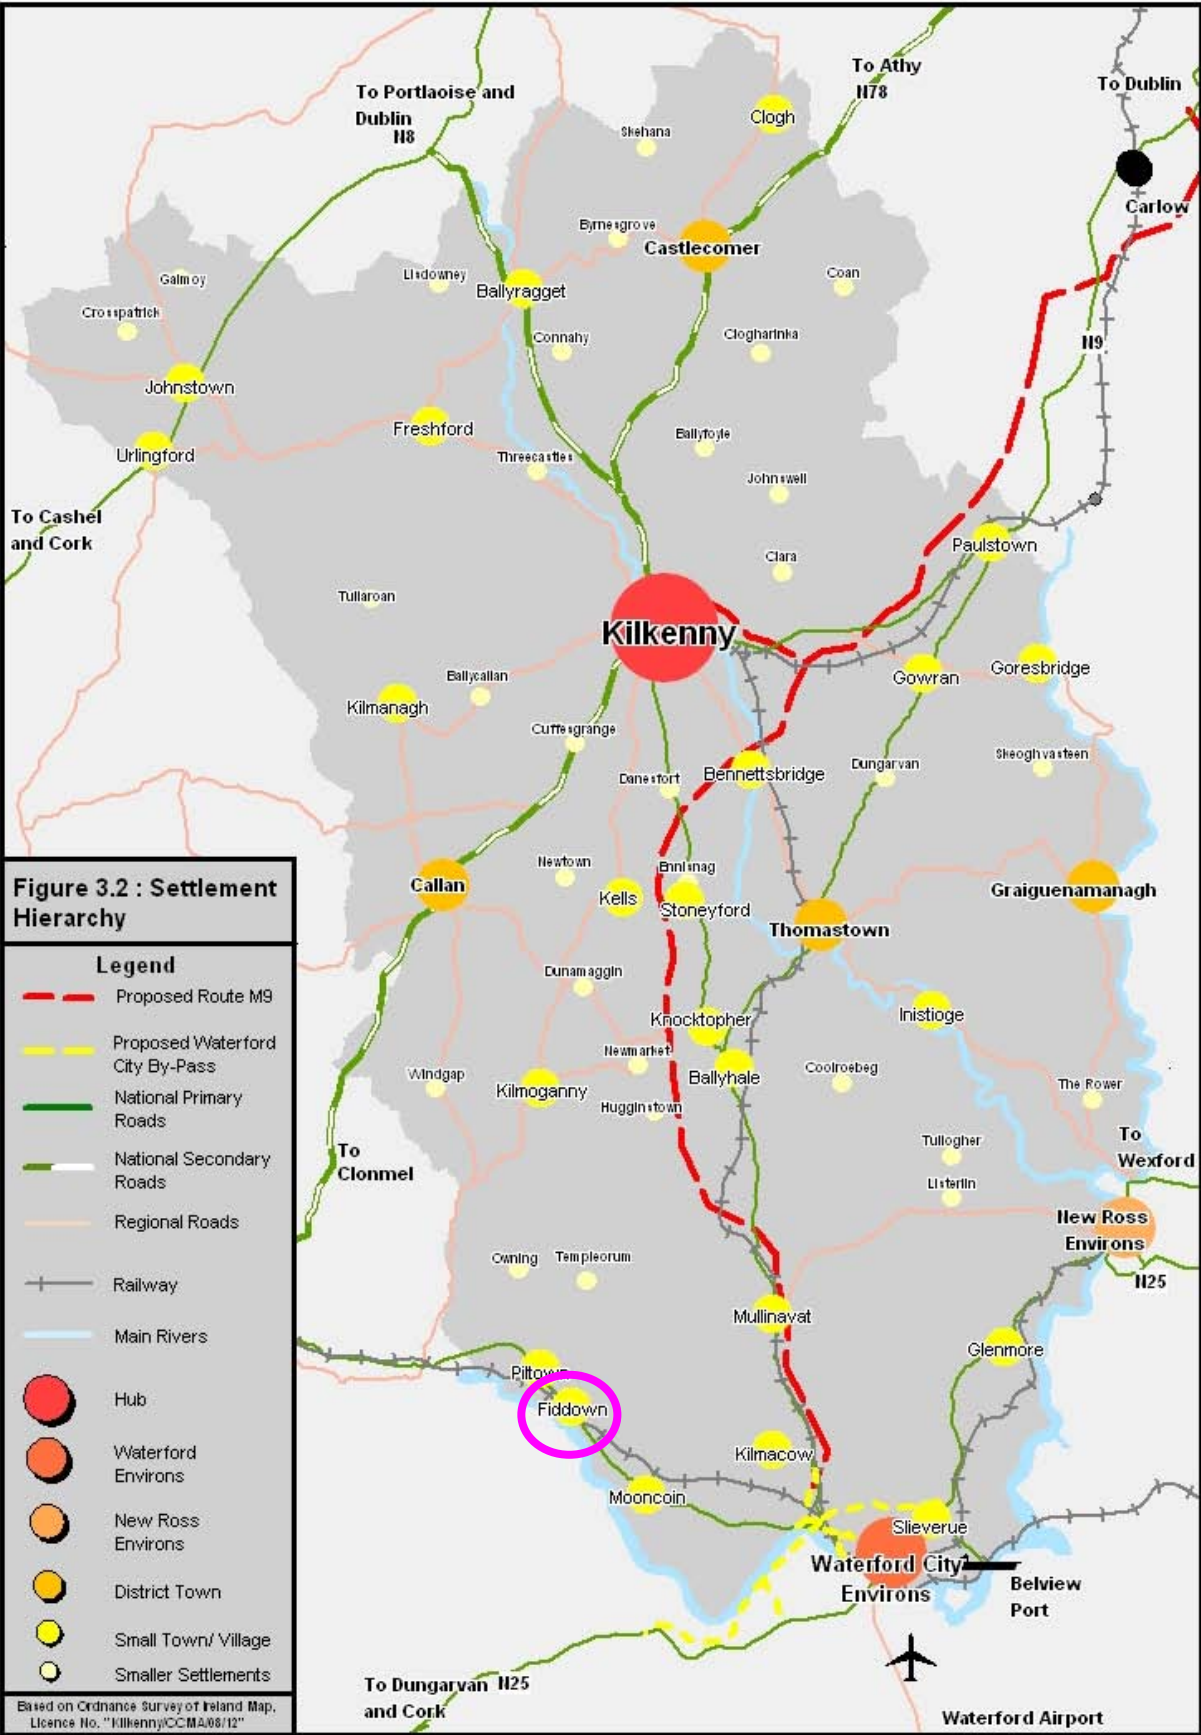 To Portlaoise and
Dublin
N8
To Athy
N78
To Dublin
Clogh
Skehana
Carlow
Byrnesgrove
Castlecomer
Galmoy
Lisdowney
Ballyragget
Coan
Crosspatrick
Connahy
Clogharinka
N9
Johnstown
Freshford
Ballyfoyle
Urlingford
Threecastles
Johnswell
To Cashel
and Cork
Paulstown
Clara
Tullaroan
Kilkenny
Ballycallan
Gowran
Goresbridge
Kilmanagh
Cuffesgrange
Danesfort
Bennettsbridge
Dungarvan
Skeoghvasteen
Newtown
Ennisnag
Callan
Kells
Stoneyford
Graiguenamanagh
Thomastown
Dunamaggin
Knocktopher
Inistioge
Newmarket
Windgap
Kilmoganny
Ballyhale
Coolroebeg
The Rower
Hugginstown
To
Clonmel
Tullogher
To
Wexford
Listerlin
New Ross
Environs
N25
Owning
Templeorum
Mullinavat
Glenmore
Piltown
Fiddown
Kilmacow
Mooncoin
Slieverue
Waterford City
Environs
Belview
Port
To Dungarvan N25
and Cork
Waterford Airport
Figure 3.2 : Settlement
Hierarchy
Legend
Proposed Route M9
Proposed Waterford
City By-Pass
National Primary
Roads
National Secondary
Roads
Regional Roads
Railway
Main Rivers
Hub
Waterford
Environs
New Ross
Environs
District Town
Small Town/ Village
Smaller Settlements
Based on Ordnance Survey of Ireland Map,
Licence No. "Kilkenny/CCMA/08/12"